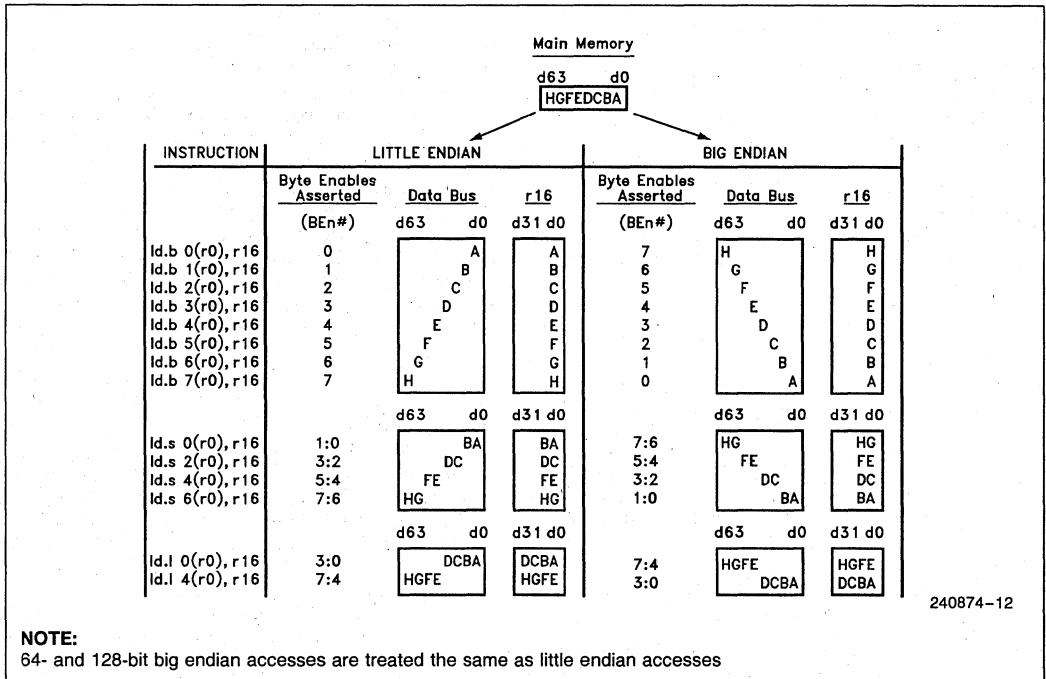 Main Memory
d63 d0
HGFEDCBA
INSTRUCTION LITTLE ENDIAN BIG ENDIAN
Byte Enables Asserted Data Bus r16 Byte Enables Asserted Data Bus r16
(BEn#) d63 d0 d31 d0 (BEn#) d63 d0 d31 d0
ld.b 0(r0), r16 0 A A 7 H H
ld.b 1(r0), r16 1 B B 6 G G
ld.b 2(r0), r16 2 C C 5 F F
ld.b 3(r0), r16 3 D D 4 E E
ld.b 4(r0), r16 4 E E 3 D D
ld.b 5(r0), r16 5 F F 2 C C
ld.b 6(r0), r16 6 G G 1 B B
ld.b 7(r0), r16 7 H H 0 A A
d63 d0 d31 d0 d63 d0 d31 d0
ld.s 0(r0), r16 1:0 BA BA 7:6 HG HG
ld.s 2(r0), r16 3:2 DC DC 5:4 FE FE
ld.s 4(r0), r16 5:4 FE FE 3:2 DC DC
ld.s 6(r0), r16 7:6 HG HG 1:0 BA BA
d63 d0 d31 d0 d63 d0 d31 d0
ld.l 0(r0), r16 3:0 DCBA DCBA 7:4 HGFE HGFE
ld.l 4(r0), r16 7:4 HGFE HGFE 3:0 DCBA DCBA
240874–12
NOTE:
64- and 128-bit big endian accesses are treated the same as little endian accesses